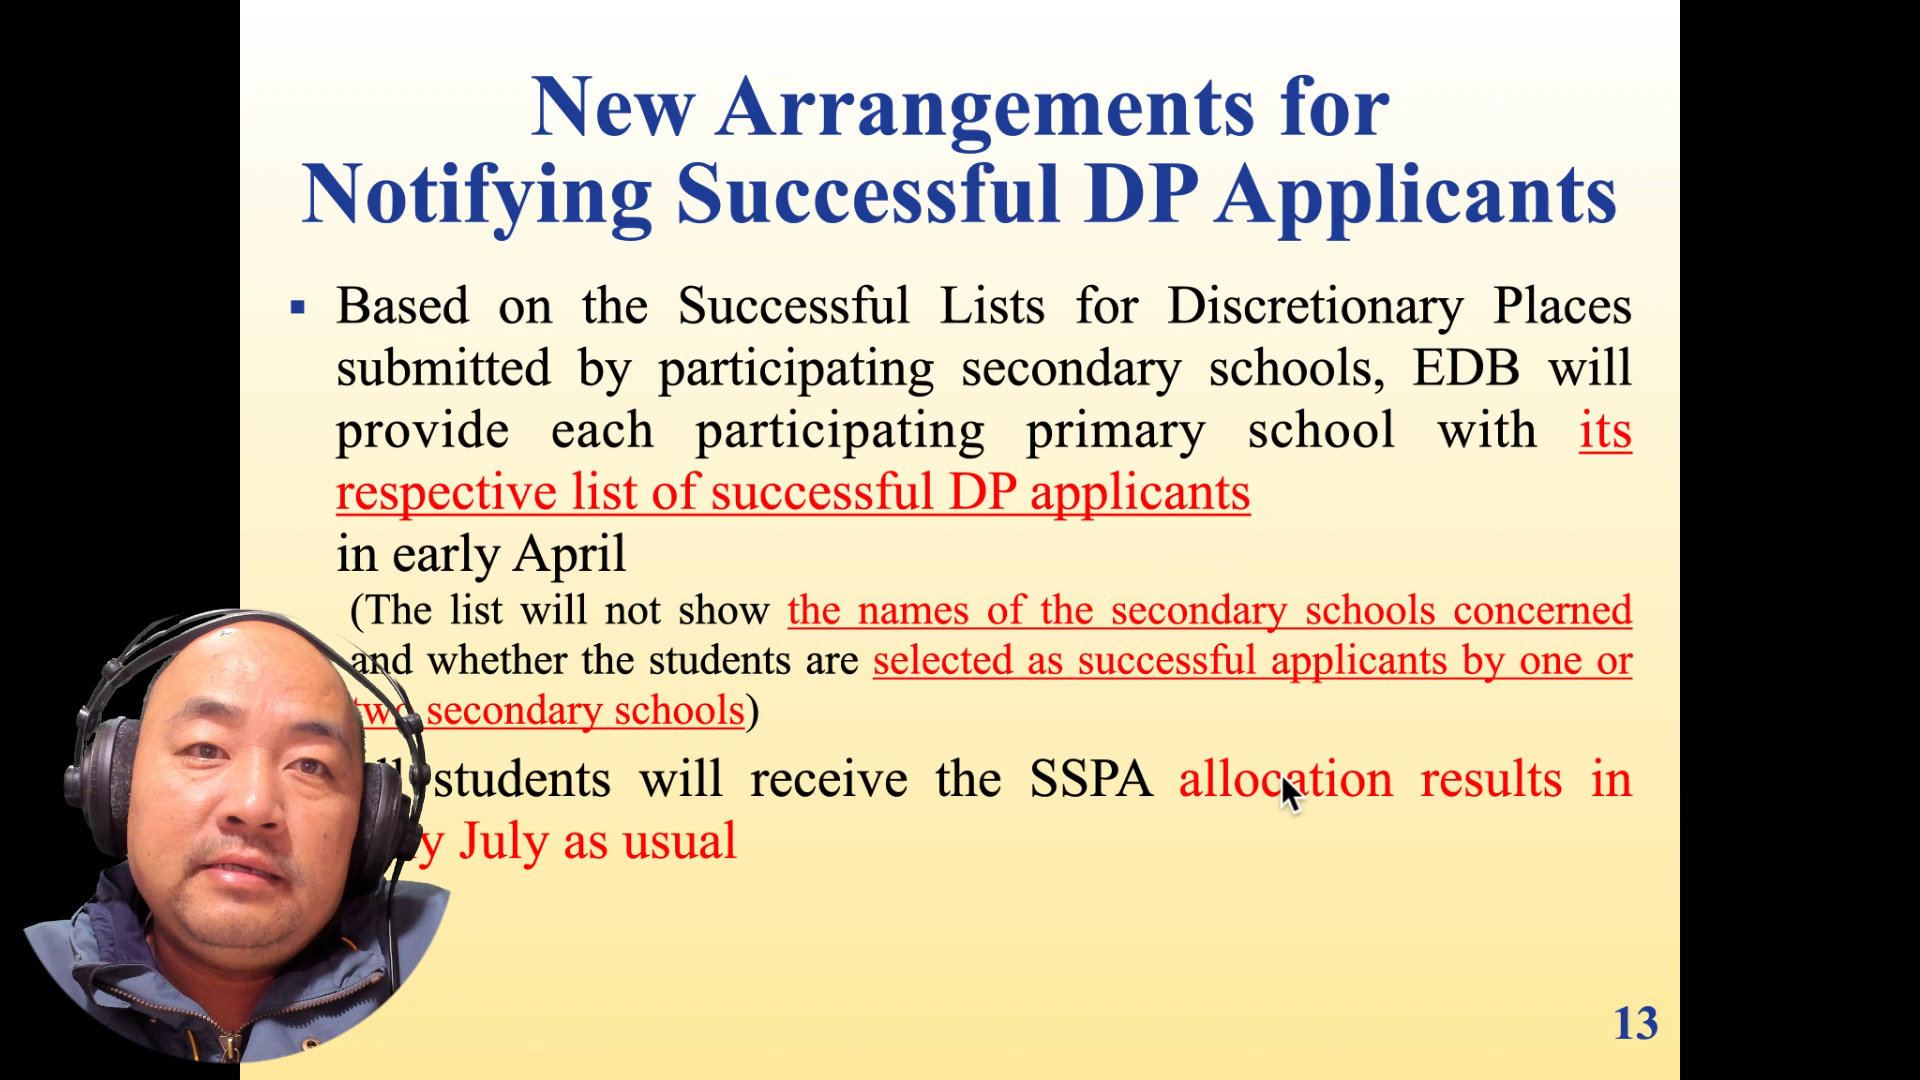 New Arrangements for
Notifying Successful DP Applicants
▪ Based on the Successful Lists for Discretionary Places
submitted by participating secondary schools, EDB will
provide each participating primary school with its
respective list of successful DP applicants
in early April
(The list will not show the names of the secondary schools concerned
and whether the students are selected as successful applicants by one or
two secondary schools)
students will receive the SSPA allocation results in
July as usual
13